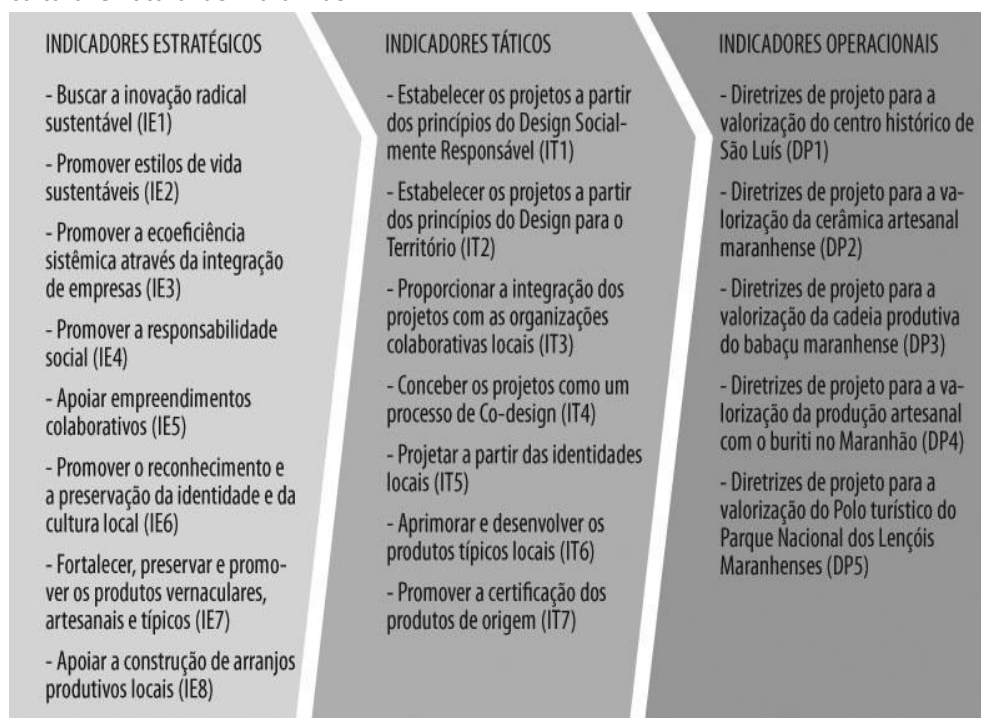 INDICADORES ESTRATÉGICOS
- Buscar a inovação radical
sustentável (IE1)
- Promover estilos de vida
sustentáveis (IE2)
- Promover a ecoeficiência
sistêmica através da integração
de empresas (IE3)
- Promover a responsabilidade
social (IE4)
- Apoiar empreendimentos
colaborativos (IE5)
- Promover o reconhecimento e
a preservação da identidade e da
cultura local (IE6)
- Fortalecer, preservar e promo-
ver os produtos vernaculares,
artesanais e típicos (IE7)
- Apoiar a construção de arranjos
produtivos locais (IE8)
INDICADORES TÁTICOS
- Estabelecer os projetos a partir
dos princípios do Design Social-
mente Responsável (IT1)
- Estabelecer os projetos a partir
dos princípios do Design para o
Território (IT2)
- Proporcionar a integração dos
projetos com as organizações
colaborativas locais (IT3)
- Conceber os projetos como um
processo de Co-design (IT4)
- Projetar a partir das identidades
locais (IT5)
- Aprimorar e desenvolver os
produtos típicos locais (IT6)
- Promover a certificação dos
produtos de origem (IT7)
INDICADORES OPERACIONAIS
- Diretrizes de projeto para a
valorização do centro histórico de
São Luís (DP1)
- Diretrizes de projeto para a va-
lorização da cerâmica artesanal
maranhense (DP2)
- Diretrizes de projeto para a
valorização da cadeia produtiva
do babaçu maranhense (DP3)
- Diretrizes de projeto para a va-
lorização da produção artesanal
com o buriti no Maranhão (DP4)
- Diretrizes de projeto para a
valorização do Polo turístico do
Parque Nacional dos Lençóis
Maranhenses (DP5)